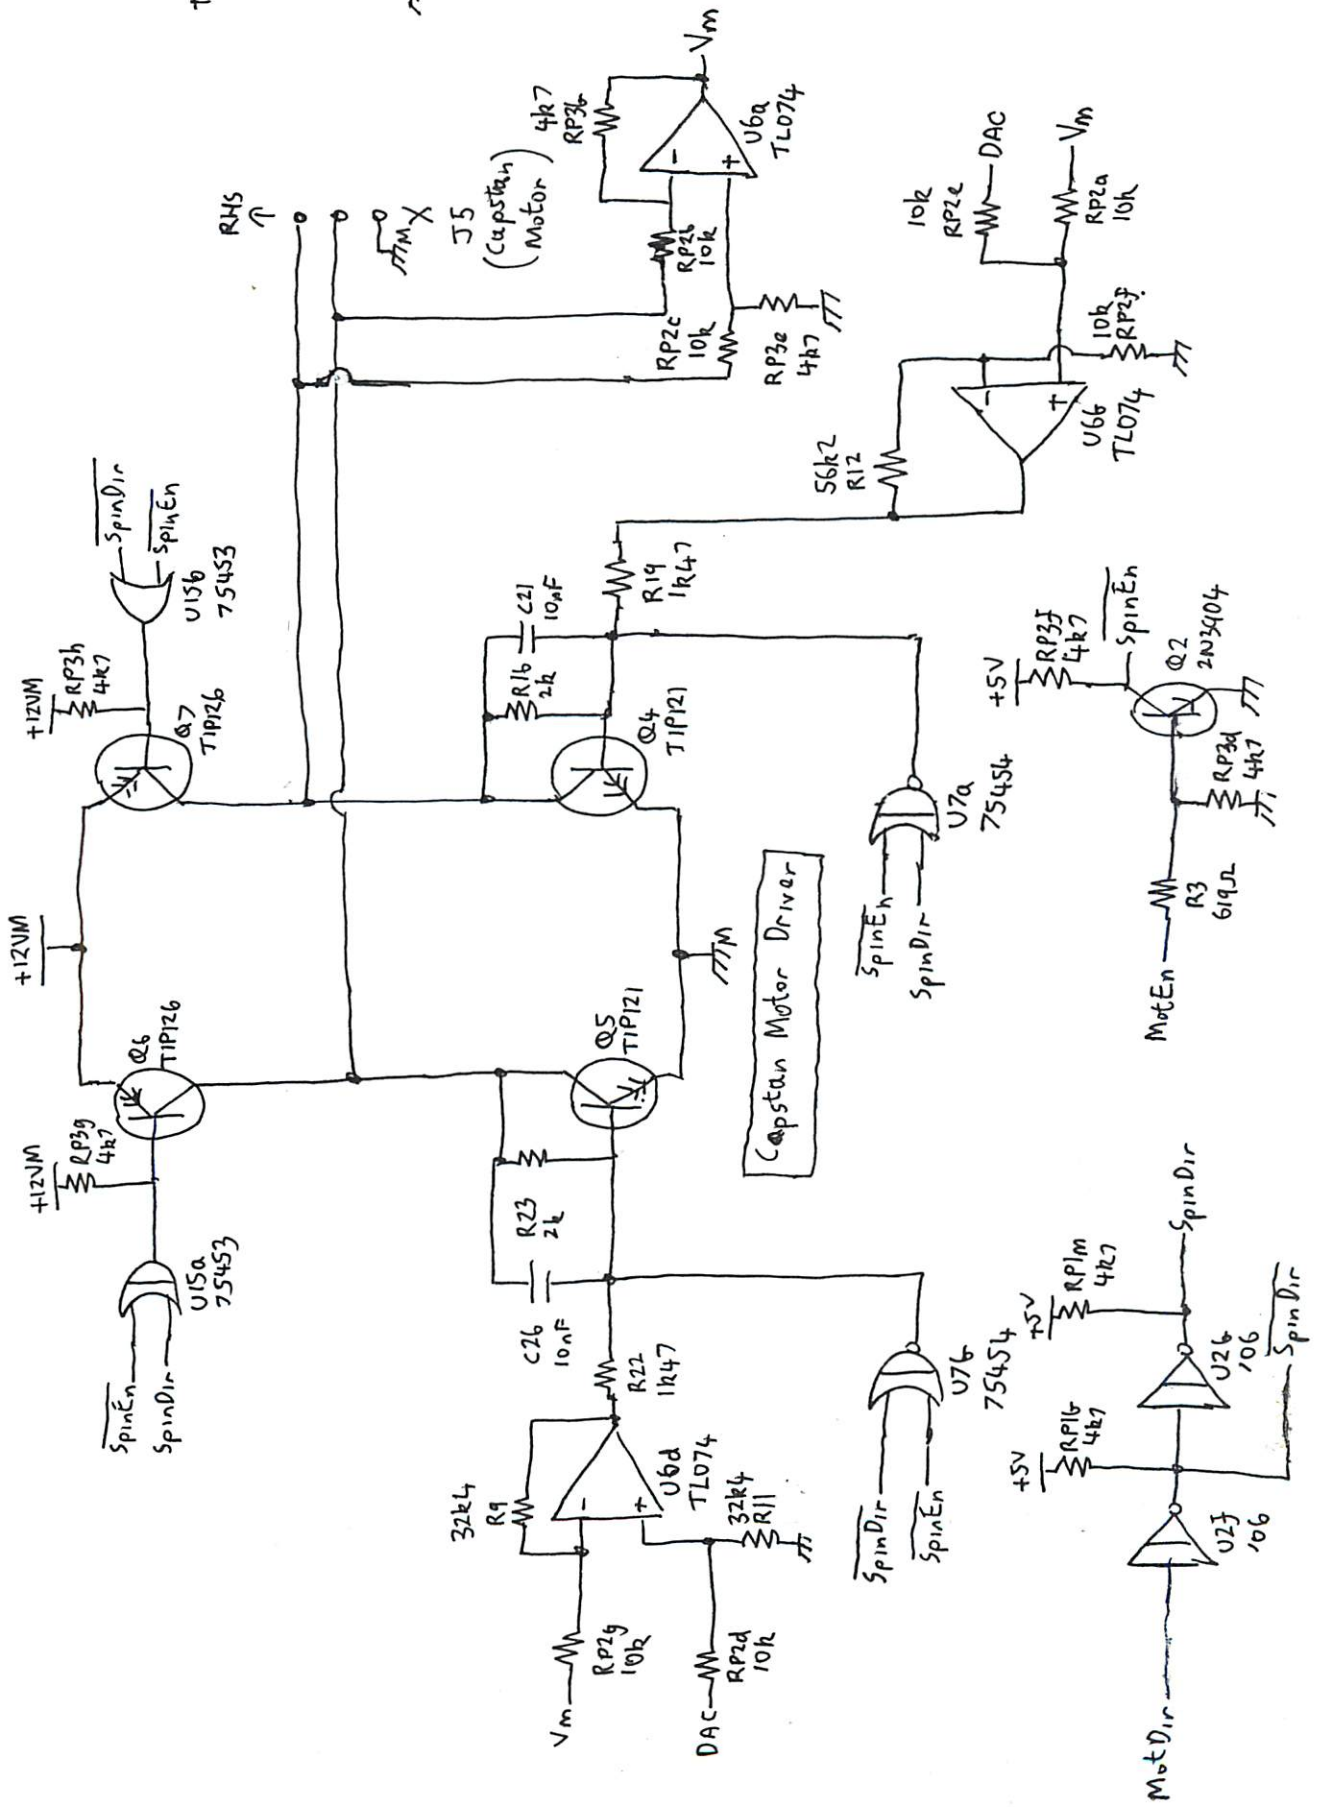 +12VM
+12VM
RP3g
4k7
Q6
TIP126
U15a
75453
SpinEn
SpinDir
+12VM
RP3h
4k7
Q7
TIP126
U15b
75453
SpinDir
SpinEn
RHS
↑
M
X
J5
(Capstan
Motor)
4k7
RP3b
RP2b
10k
RP2c
10k
RP3e
4k7
U6a
TL074
Vm
R23
2k
C26
10nF
R22
1k47
Q5
TIP121
M
R16
2k
C21
10nF
Q4
TIP121
R19
1k47
32k4
R9
U6d
TL074
32k4
R11
Vm
RP2g
10k
DAC
RP2d
10k
Capstan Motor Driver
56k2
R12
U6b
TL074
10k
RP2f
10k
RP2e
DAC
RP2a
10k
Vm
SpinDir
SpinEn
U7b
75454
SpinEn
SpinDir
U7a
75454
MotDir
U2f
'06
+5V
RP1b
4k7
U2b
'06
+5V
RP1m
4k7
SpinDir
SpinDir
MotEn
R3
619Ω
RP3d
4k7
+5V
RP3f
4k7
SpinEn
Q2
2N3904